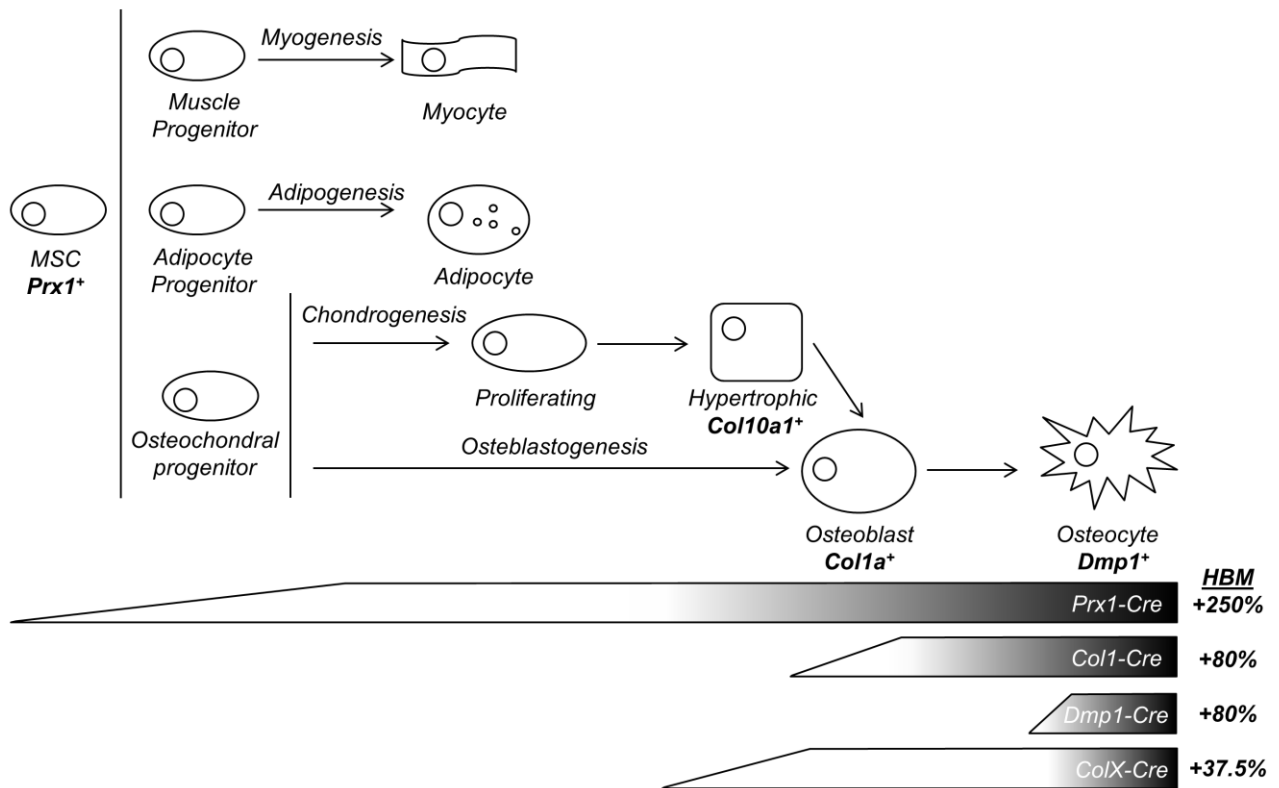 Myogenesis
Muscle
Progenitor
Myocyte
Adipogenesis
MSC
Prx1+
Adipocyte
Progenitor
Adipocyte
Chondrogenesis
Proliferating
Hypertrophic
Col10a1+
Osteochondral
progenitor
Osteblastogenesis
Osteoblast
Col1a+
Osteocyte
Dmp1+
HBM
Prx1-Cre +250%
Col1-Cre +80%
Dmp1-Cre +80%
ColX-Cre +37.5%